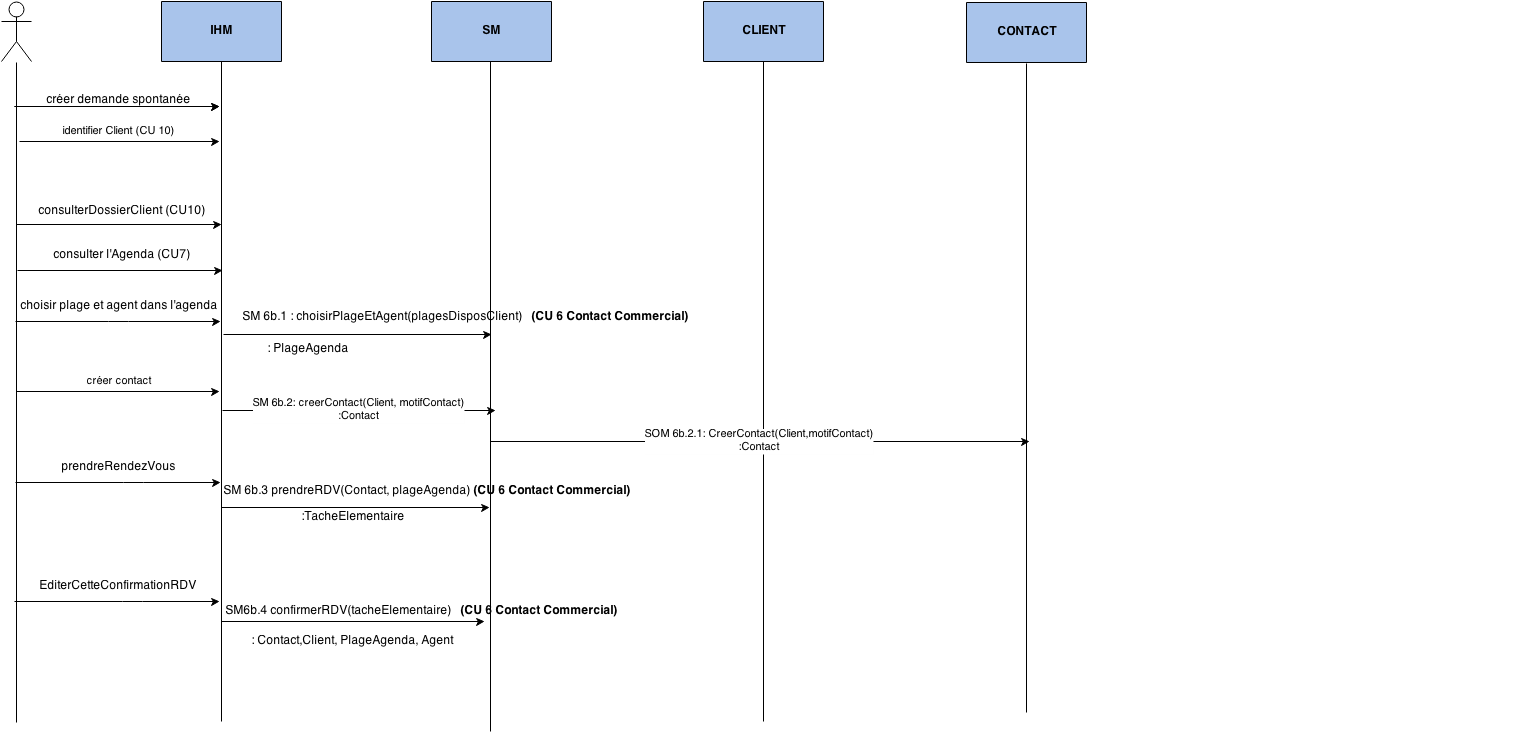 IHM
SM
CLIENT
CONTACT
créer demande spontanée
identifier Client (CU 10)
consulterDossierClient (CU10)
consulter l'Agenda (CU7)
choisir plage et agent dans l'agenda
SM 6b.1 : choisirPlageEtAgent(plagesDisposClient) (CU 6 Contact Commercial)
: PlageAgenda
créer contact
SM 6b.2: creerContact(Client, motifContact)
:Contact
SOM 6b.2.1: CreerContact(Client,motifContact)
:Contact
prendreRendezVous
SM 6b.3 prendreRDV(Contact, plageAgenda) (CU 6 Contact Commercial)
:TacheElementaire
EditerCetteConfirmationRDV
SM6b.4 confirmerRDV(tacheElementaire) (CU 6 Contact Commercial)
: Contact,Client, PlageAgenda, Agent